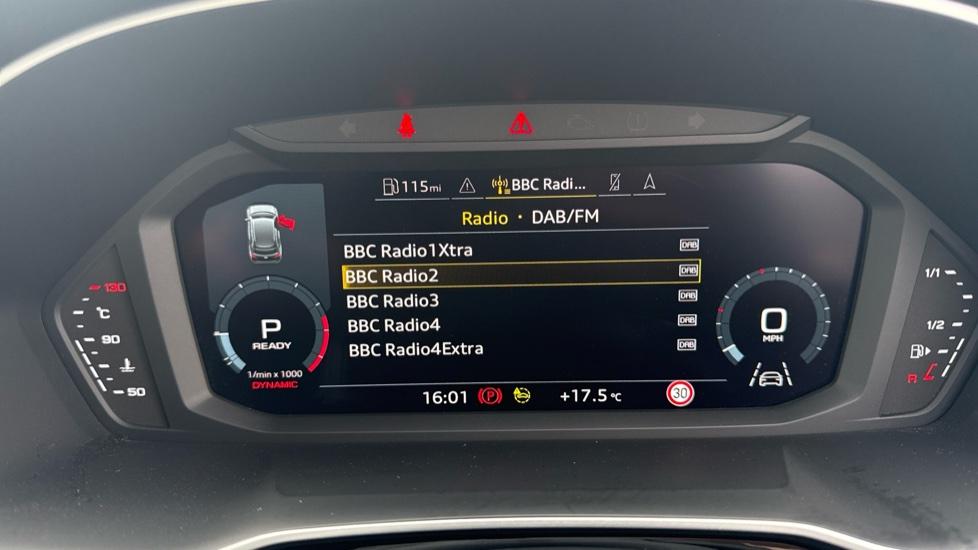 115mi BBC Radi...
Radio · DAB/FM
BBC Radio1Xtra DAB
BBC Radio2 DAB
BBC Radio3 DAB
BBC Radio4 DAB
BBC Radio4Extra DAB
16:01 P +17.5°C 30
130
°C
90
50
P
READY
1/min x 1000
DYNAMIC
0
MPH
1/1
1/2
R